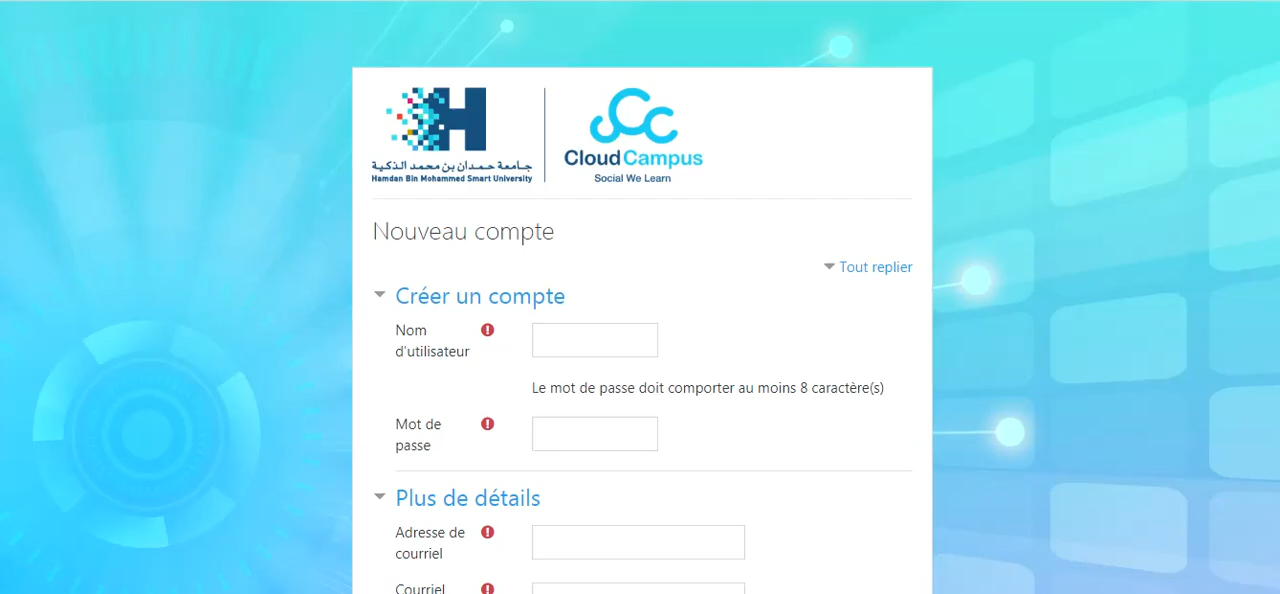 جامعة حمدان بن محمد الذكية
Hamdan Bin Mohammed Smart University
CloudCampus
Social We Learn
Nouveau compte
Tout replier
Créer un compte
Nom
d'utilisateur
Le mot de passe doit comporter au moins 8 caractère(s)
Mot de
passe
Plus de détails
Adresse de
courriel
Courriel